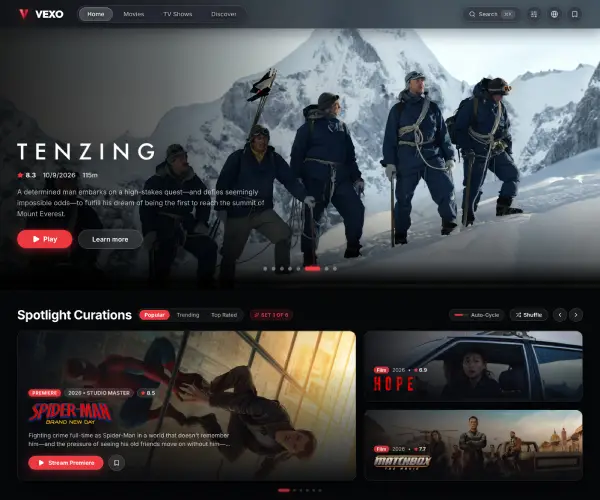 VEXO
Home Movies TV Shows Discover
Search ⌘K
TENZING
8.3 10/9/2026 115m
A determined man embarks on a high-stakes quest—and defies seemingly
impossible odds—to fulfill his dream of being the first to reach the summit of
Mount Everest.
Play Learn more
Spotlight Curations Popular Trending Top Rated SET 1 OF 6 Auto-Cycle Shuffle
PREMIERE 2026 • STUDIO MASTER 8.5
SPIDER-MAN
BRAND NEW DAY
Fighting crime full-time as Spider-Man in a world that doesn't remember
him—and the pressure of seeing his old friends move on without him—...
Stream Premiere
Film 2026 • 6.9
HOPE
Film 2026 • 7.7
MATCHBOX
THE MOVIE